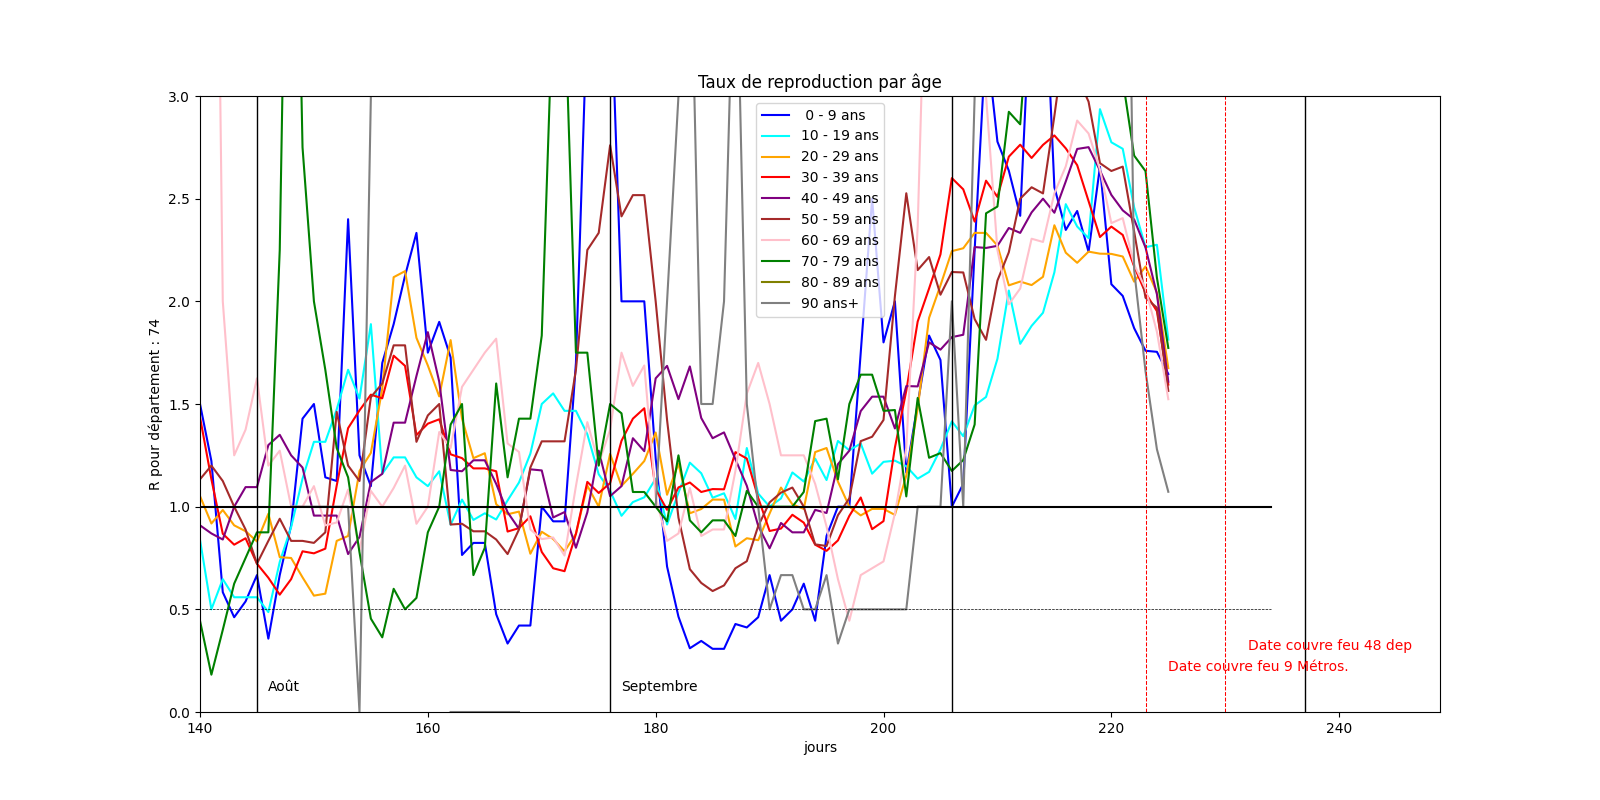 Taux de reproduction par âge
R pour département : 74
3.0
2.5
2.0
1.5
1.0
0.5
0.0
0 - 9 ans
10 - 19 ans
20 - 29 ans
30 - 39 ans
40 - 49 ans
50 - 59 ans
60 - 69 ans
70 - 79 ans
80 - 89 ans
90 ans+
Date couvre feu 48 dep
Date couvre feu 9 Métros.
Août
Septembre
140
160
180
200
220
240
jours